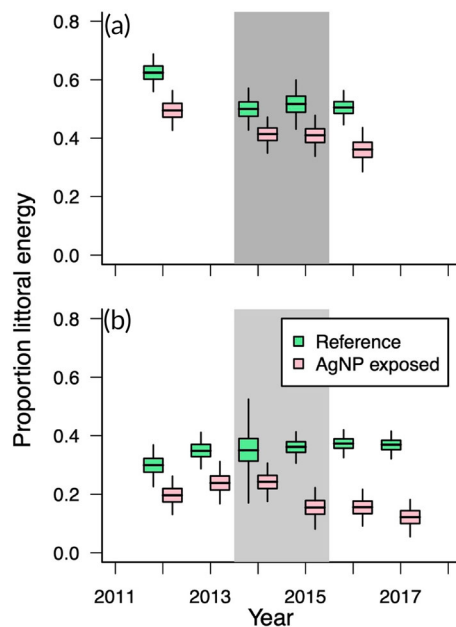 (a)
0.8
0.6
0.4
0.2
0.0
(b)
0.8
0.6
0.4
0.2
0.0
Reference
AgNP exposed
2011 2013 2015 2017
Year
Proportion littoral energy